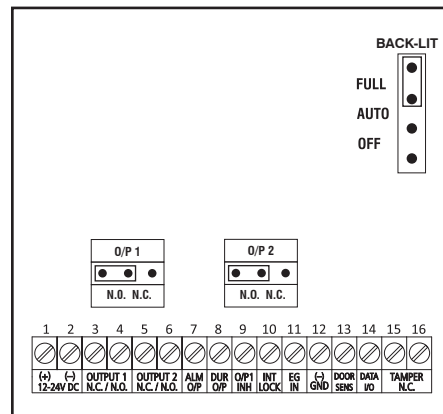 BACK-LIT
FULL
AUTO
OFF
O/P 1
N.O. N.C.
O/P 2
N.O. N.C.
1 2 3 4 5 6 7 8 9 10 11 12 13 14 15 16
(+) (–) OUTPUT 1 OUTPUT 2 ALM DUR O/P1 INT EG (–) DOOR DATA TAMPER
12-24V DC N.C. / N.O. N.C. / N.O. O/P O/P INH LOCK IN GND SENS I/O N.C.